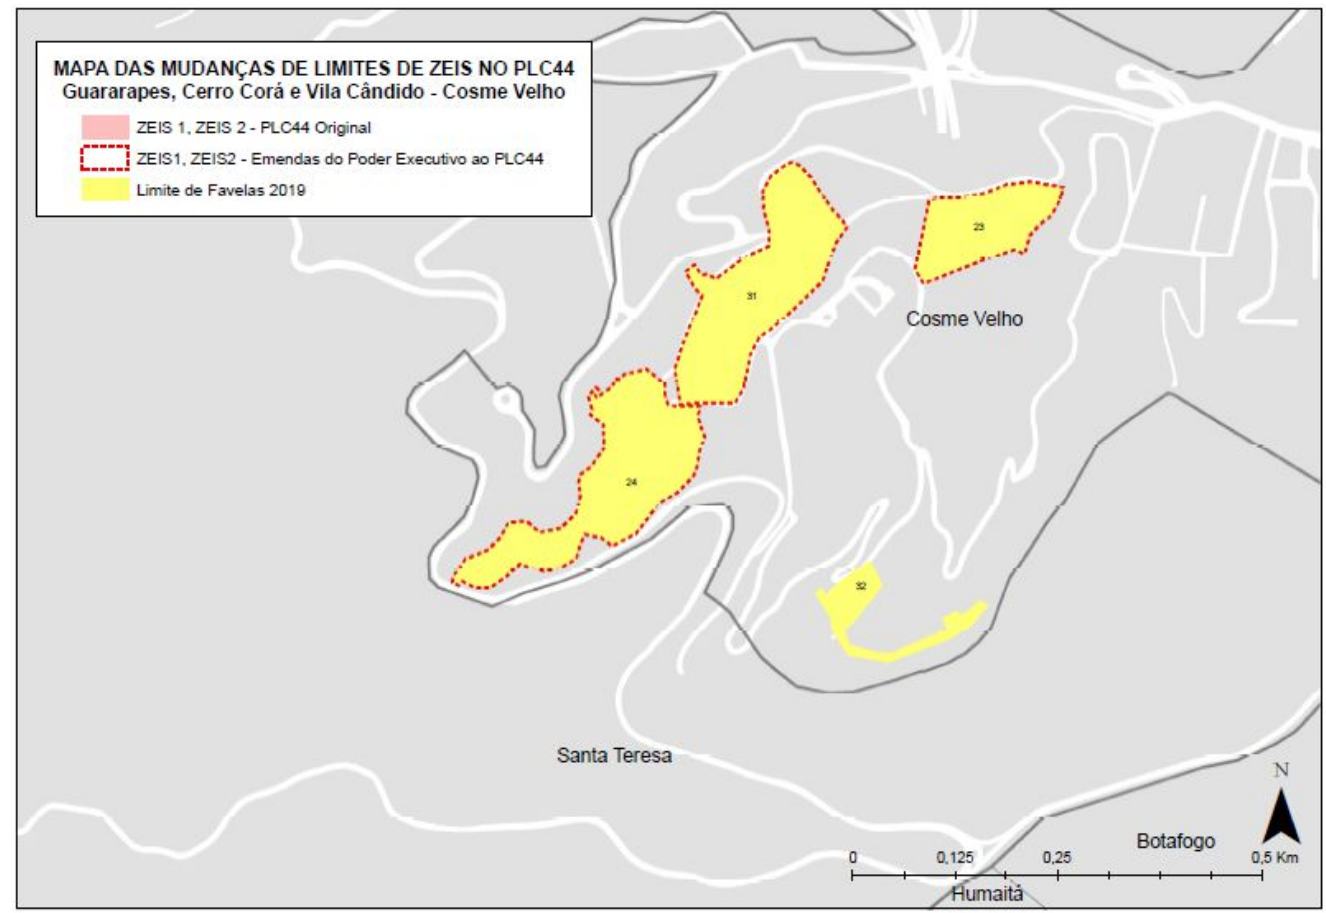 MAPA DAS MUDANÇAS DE LIMITES DE ZEIS NO PLC44
Guararapes, Cerro Corá e Vila Cândido - Cosme Velho
ZEIS 1, ZEIS 2 - PLC44 Original
ZEIS1, ZEIS2 - Emendas do Poder Executivo ao PLC44
Limite de Favelas 2019
23
31
Cosme Velho
24
32
Santa Teresa
N
Botafogo
0 0,125 0,25 0,5 Km
Humaitá